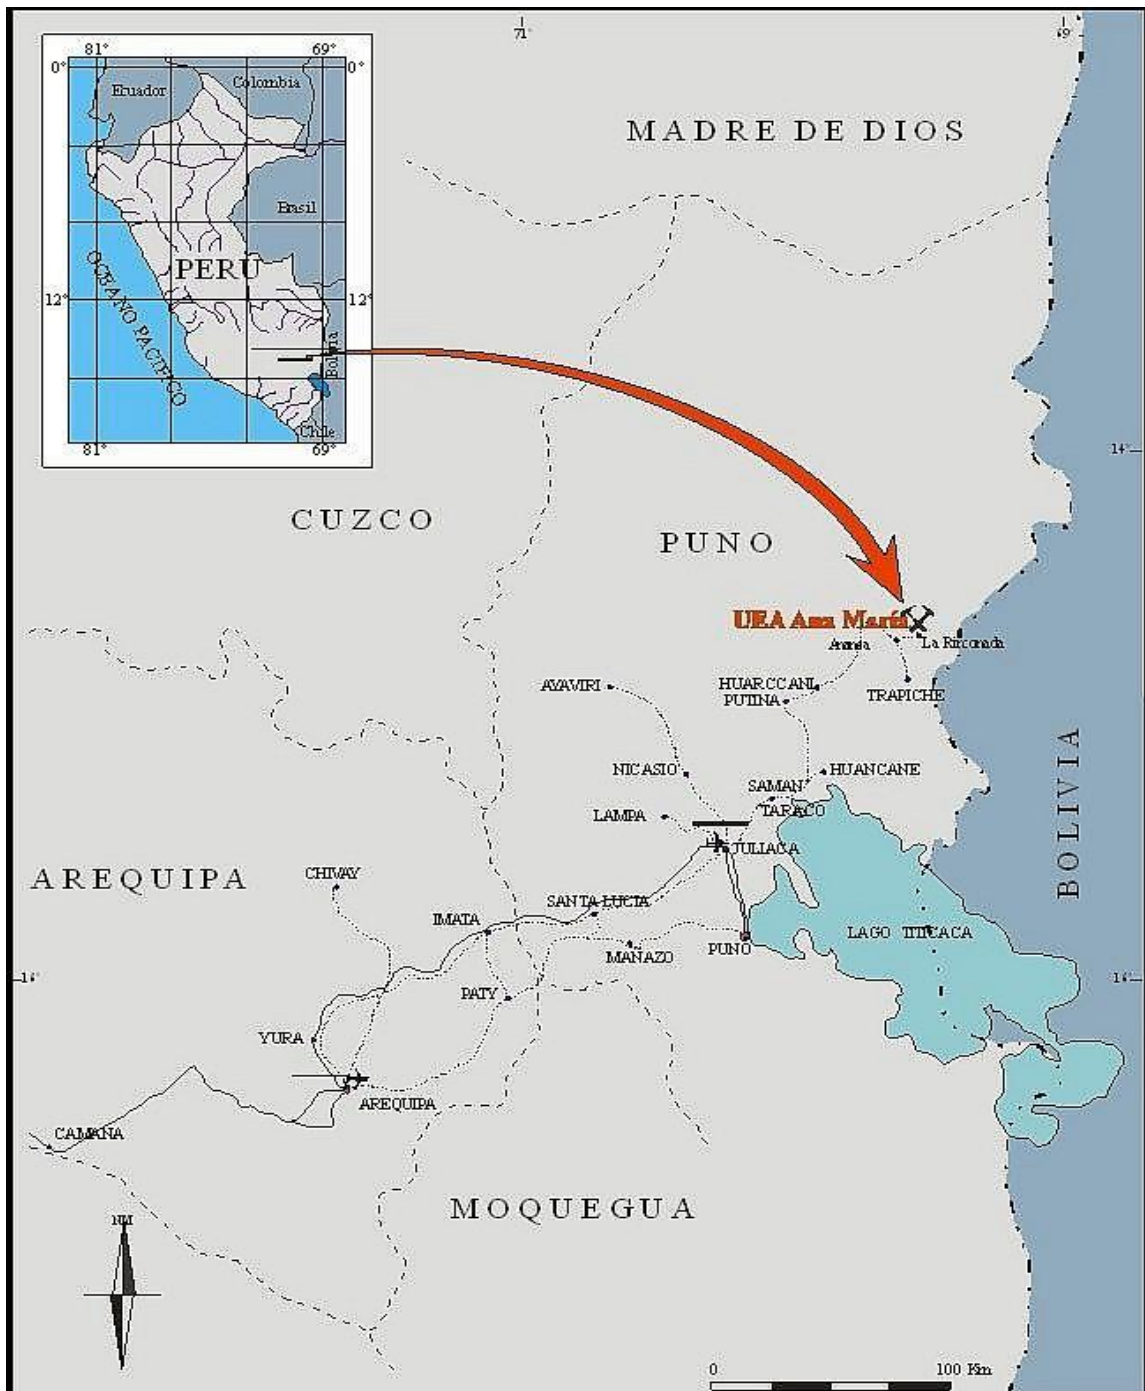 71°
69°
81°
69°
0°
0°
Ecuador
Colombia
MADRE DE DIOS
Brasil
PERU
OCEANO PACIFICO
12°
12°
Bolivia
Chile
81°
69°
14°
CUZCO
PUNO
UEA Ana María
Ananea
La Rinconada
AYAVIRI
HUARCCANI
PUTINA
TRAPICHE
NICASIO
HUANCANE
SAMAN
LAMPA
TARACO
BOLIVIA
JULIACA
AREQUIPA
CHIVAY
SANTA LUCIA
IMATA
LAGO TITICACA
PUNO
MAÑAZO
16°
16°
PATY
YURA
AREQUIPA
CAMANA
MOQUEGUA
NM
0
100 Km